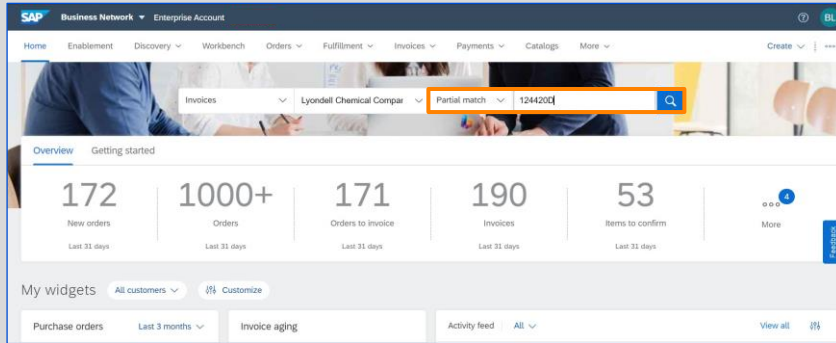 SAP Business Network Enterprise Account BL
Home Enablement Discovery Workbench Orders Fulfillment Invoices Payments Catalogs More Create
Invoices Lyondell Chemical Compar Partial match 124420D
Overview Getting started
172 1000+ 171 190 53 4
New orders Orders Orders to invoice Invoices Items to confirm More
Last 31 days Last 31 days Last 31 days Last 31 days Last 31 days
Feedback
My widgets All customers Customize
Purchase orders Last 3 months Invoice aging Activity feed All View all